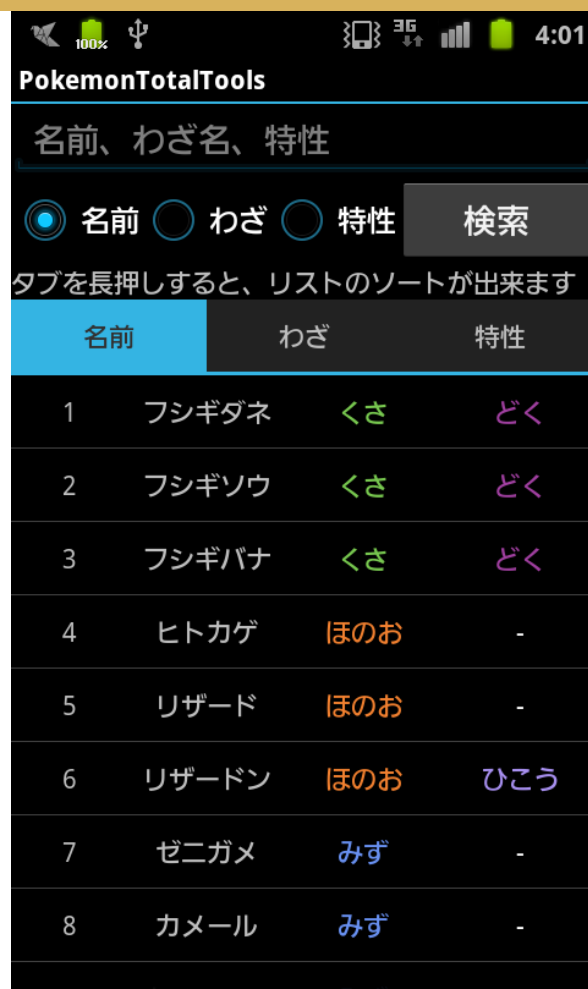 100% 3G 4:01
PokemonTotalTools
名前、わざ名、特性
名前 わざ 特性 検索
タブを長押しすると、リストのソートが出来ます
名前 わざ 特性
1 フシギダネ くさ どく
2 フシギソウ くさ どく
3 フシギバナ くさ どく
4 ヒトカゲ ほのお -
5 リザード ほのお -
6 リザードン ほのお ひこう
7 ゼニガメ みず -
8 カメール みず -